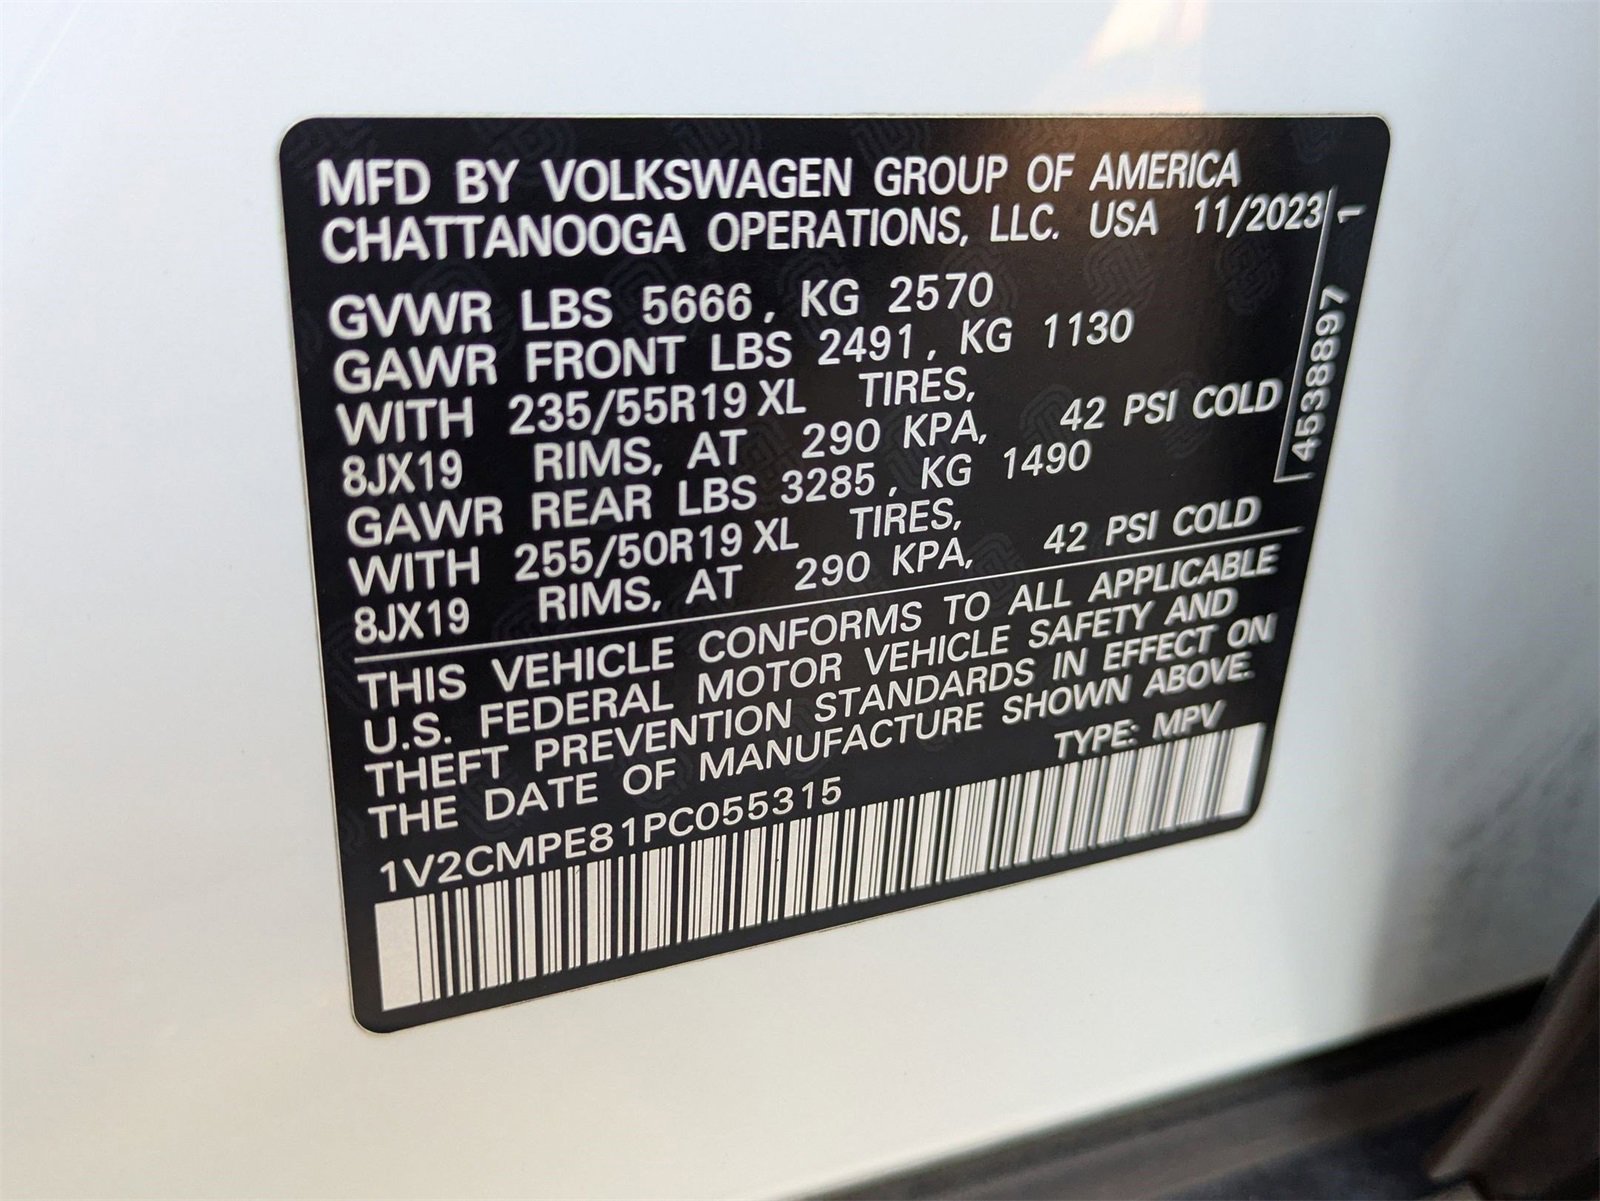 MFD BY VOLKSWAGEN GROUP OF AMERICA
CHATTANOOGA OPERATIONS, LLC. USA 11/2023
GVWR LBS 5666, KG 2570
GAWR FRONT LBS 2491, KG 1130
WITH 235/55R19 XL TIRES,
8JX19 RIMS, AT 290 KPA, 42 PSI COLD
GAWR REAR LBS 3285, KG 1490
WITH 255/50R19 XL TIRES,
8JX19 RIMS, AT 290 KPA, 42 PSI COLD
4538897 1
THIS VEHICLE CONFORMS TO ALL APPLICABLE
U.S. FEDERAL MOTOR VEHICLE SAFETY AND
THEFT PREVENTION STANDARDS IN EFFECT ON
THE DATE OF MANUFACTURE SHOWN ABOVE.
1V2CMPE81PC055315 TYPE: MPV